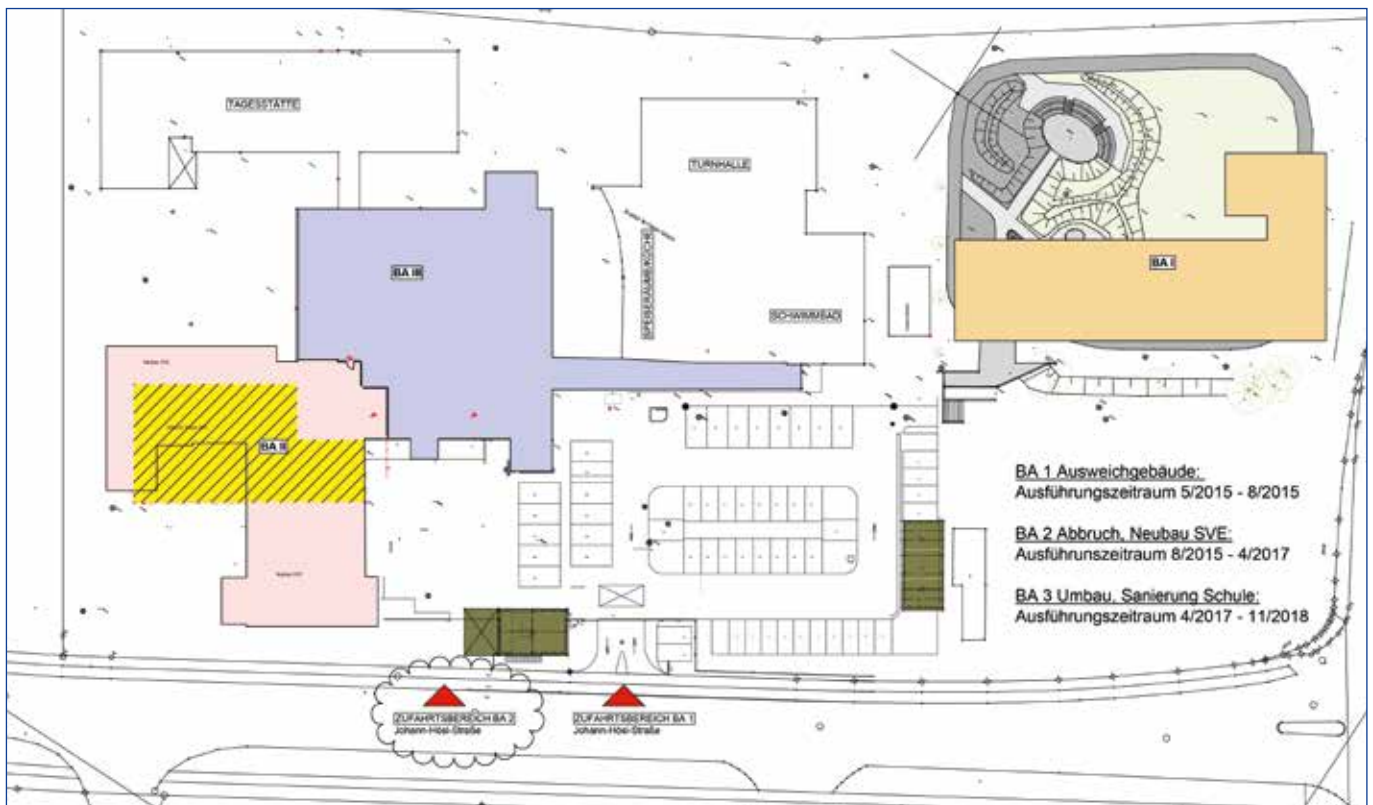 TAGESSTÄTTE
TURNHALLE
BA III
SPEISERÄUME/KÜCHE
BA I
SCHWIMMBAD
BA II
BA 1 Ausweichgebäude:
Ausführungszeitraum 5/2015 - 8/2015
BA 2 Abbruch, Neubau SVE:
Ausführunszeitraum 8/2015 - 4/2017
BA 3 Umbau, Sanierung Schule:
Ausführungszeitraum 4/2017 - 11/2018
ZUFAHRTSBEREICH BA 2
Johann-Hösl-Straße
ZUFAHRTSBEREICH BA 1
Johann-Hösl-Straße